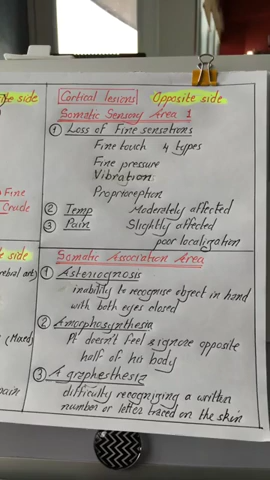 the side
Cortical lesions Opposite side
Somatic Sensory Area 1
① Loss of Fine sensations
Fine touch 4 types
Fine pressure
Vibration
Proprioception
② Temp Moderately affected
③ Pain Slightly affected
poor localization
Fine
Crude
Somatic Association Area
① Asteriognosis
inability to recognise object in hand
with both eyes closed
② Amorphosynthesia
Pt doesn't feel & ignore opposite
half of his body
③ Agraphesthesia
difficulty recognizing a written
number or letter traced on the skin
side
(Mixed)
pain